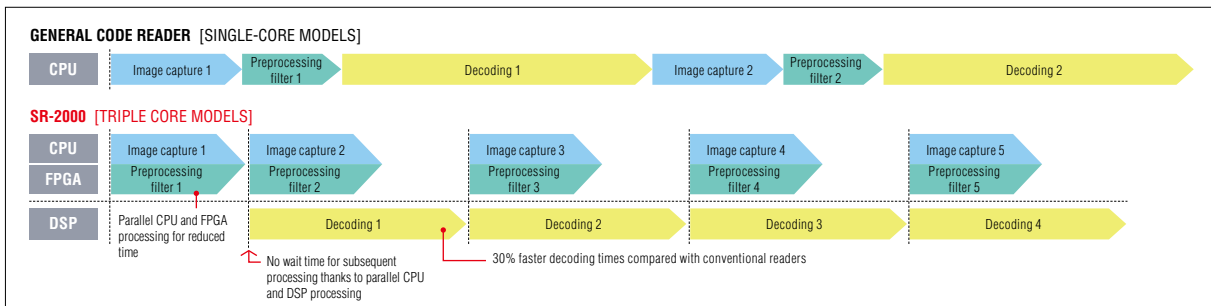 GENERAL CODE READER [SINGLE-CORE MODELS]
CPU
Image capture 1
Preprocessing
filter 1
Decoding 1
Image capture 2
Preprocessing
filter 2
Decoding 2
SR-2000 [TRIPLE CORE MODELS]
CPU
Image capture 1
Image capture 2
Image capture 3
Image capture 4
Image capture 5
FPGA
Preprocessing
filter 1
Preprocessing
filter 2
Preprocessing
filter 3
Preprocessing
filter 4
Preprocessing
filter 5
DSP
Decoding 1
Decoding 2
Decoding 3
Decoding 4
Parallel CPU and FPGA
processing for reduced
time
No wait time for subsequent
processing thanks to parallel CPU
and DSP processing
30% faster decoding times compared with conventional readers